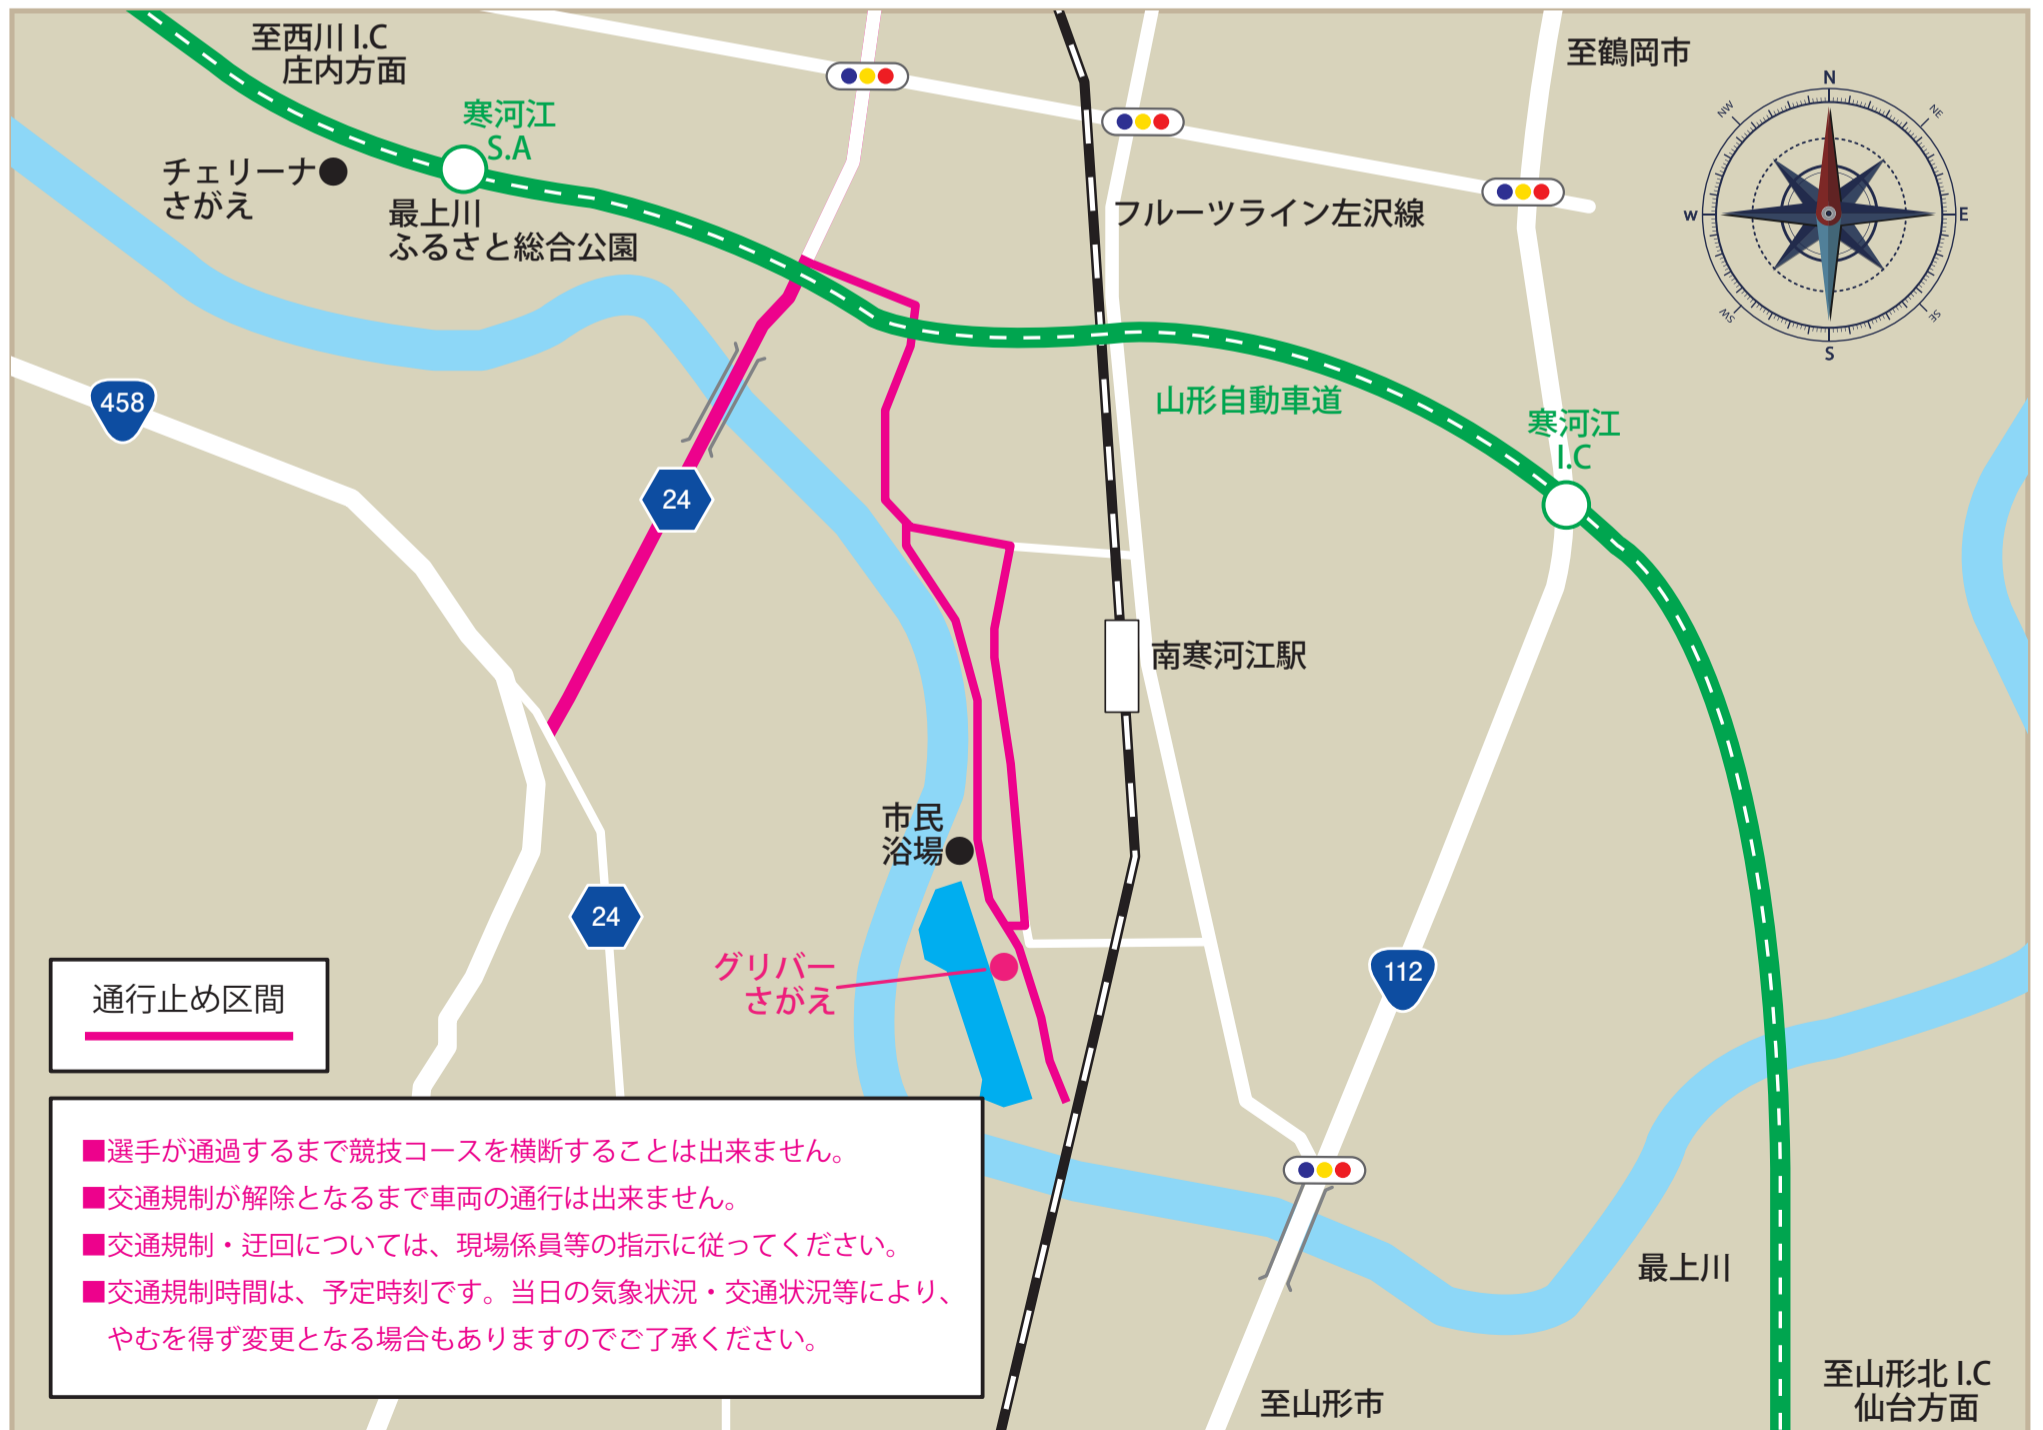 至西川 I.C
庄内方面
寒河江
S.A
チェリーナ
さがえ
最上川
ふるさと総合公園
至鶴岡市
N
NE
E
SE
S
SW
W
NW
フルーツライン左沢線
山形自動車道
寒河江
I.C
458
24
南寒河江駅
市民
浴場
24
グリバー
さがえ
112
通行止め区間
■選手が通過するまで競技コースを横断することは出来ません。
■交通規制が解除となるまで車両の通行は出来ません。
■交通規制・迂回については、現場係員等の指示に従ってください。
■交通規制時間は、予定時刻です。当日の気象状況・交通状況等により、
やむを得ず変更となる場合もありますのでご了承ください。
最上川
至山形市
至山形北 I.C
仙台方面